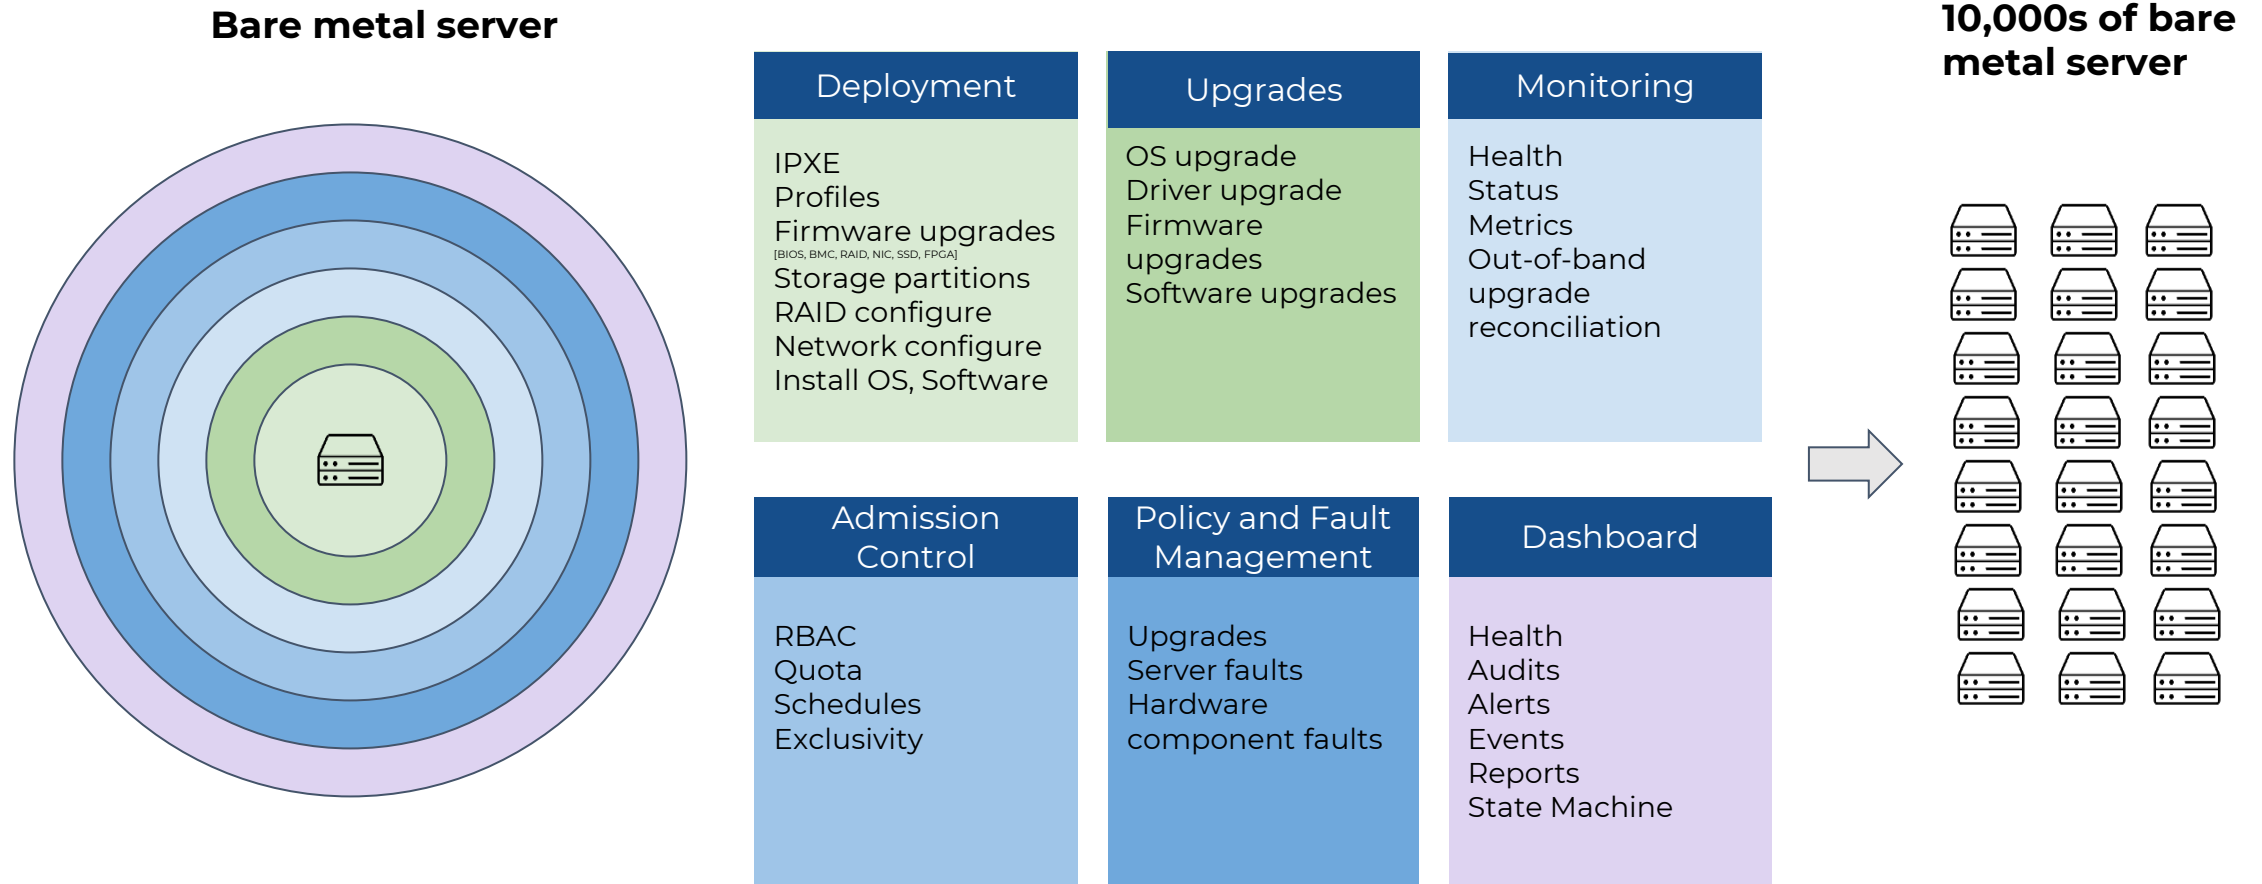 Bare metal server
10,000s of bare
metal server
Deployment
IPXE
Profiles
Firmware upgrades
[BIOS, BMC, RAID, NIC, SSD, FPGA]
Storage partitions
RAID configure
Network configure
Install OS, Software
Upgrades
OS upgrade
Driver upgrade
Firmware
upgrades
Software upgrades
Monitoring
Health
Status
Metrics
Out-of-band
upgrade
reconciliation
Admission
Control
RBAC
Quota
Schedules
Exclusivity
Policy and Fault
Management
Upgrades
Server faults
Hardware
component faults
Dashboard
Health
Audits
Alerts
Events
Reports
State Machine